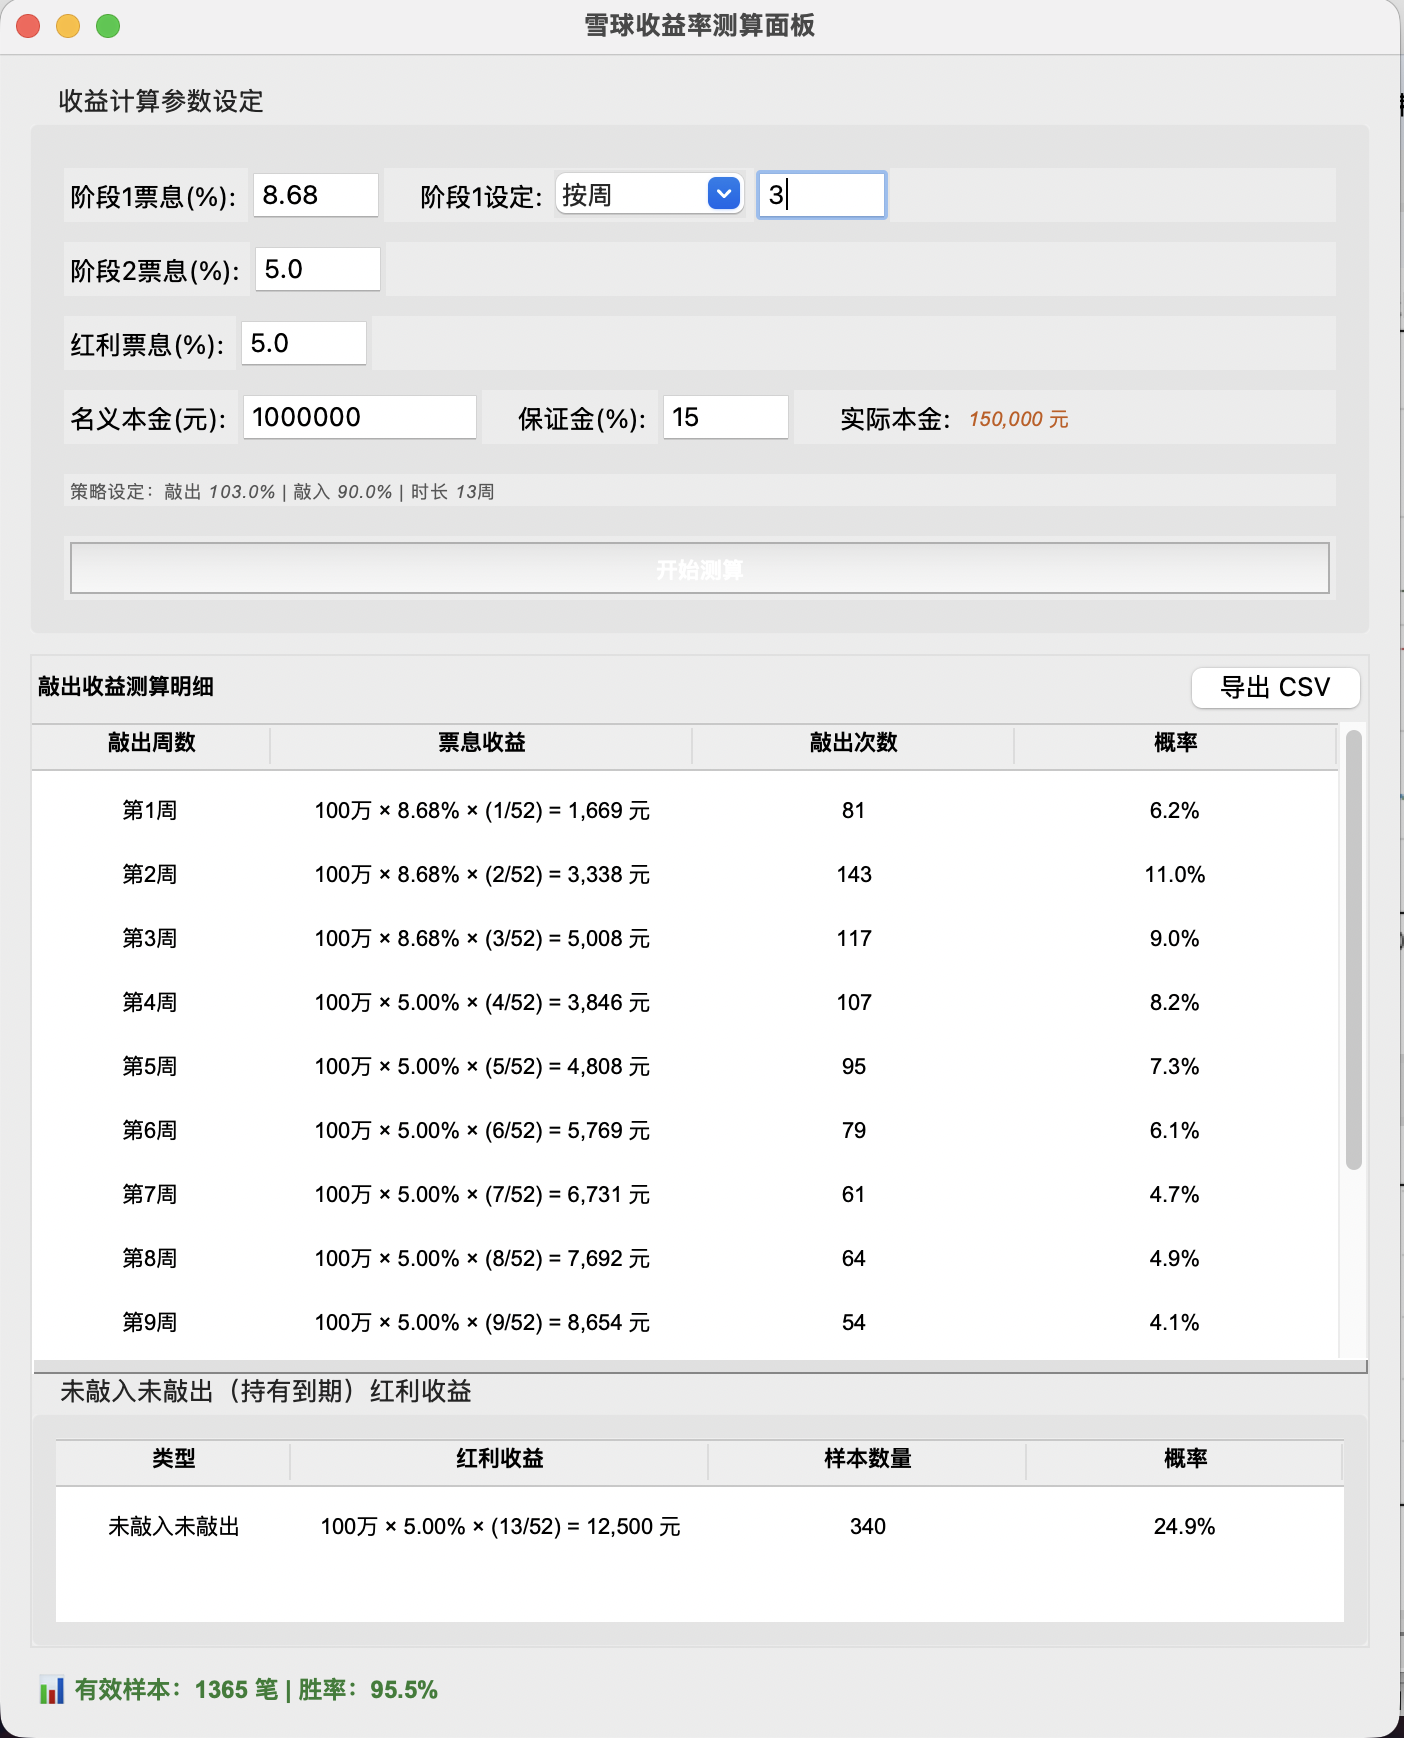 雪球收益率测算面板
收益计算参数设定
阶段1票息(%): 8.68 阶段1设定: 按周 3
阶段2票息(%): 5.0
红利票息(%): 5.0
名义本金(元): 1000000 保证金(%): 15 实际本金: 150,000 元
策略设定：敲出 103.0% | 敲入 90.0% | 时长 13周
开始测算
敲出收益测算明细 导出 CSV
敲出周数 票息收益 敲出次数 概率
第1周 100万 × 8.68% × (1/52) = 1,669 元 81 6.2%
第2周 100万 × 8.68% × (2/52) = 3,338 元 143 11.0%
第3周 100万 × 8.68% × (3/52) = 5,008 元 117 9.0%
第4周 100万 × 5.00% × (4/52) = 3,846 元 107 8.2%
第5周 100万 × 5.00% × (5/52) = 4,808 元 95 7.3%
第6周 100万 × 5.00% × (6/52) = 5,769 元 79 6.1%
第7周 100万 × 5.00% × (7/52) = 6,731 元 61 4.7%
第8周 100万 × 5.00% × (8/52) = 7,692 元 64 4.9%
第9周 100万 × 5.00% × (9/52) = 8,654 元 54 4.1%
未敲入未敲出（持有到期）红利收益
类型 红利收益 样本数量 概率
未敲入未敲出 100万 × 5.00% × (13/52) = 12,500 元 340 24.9%
有效样本：1365 笔 | 胜率：95.5%